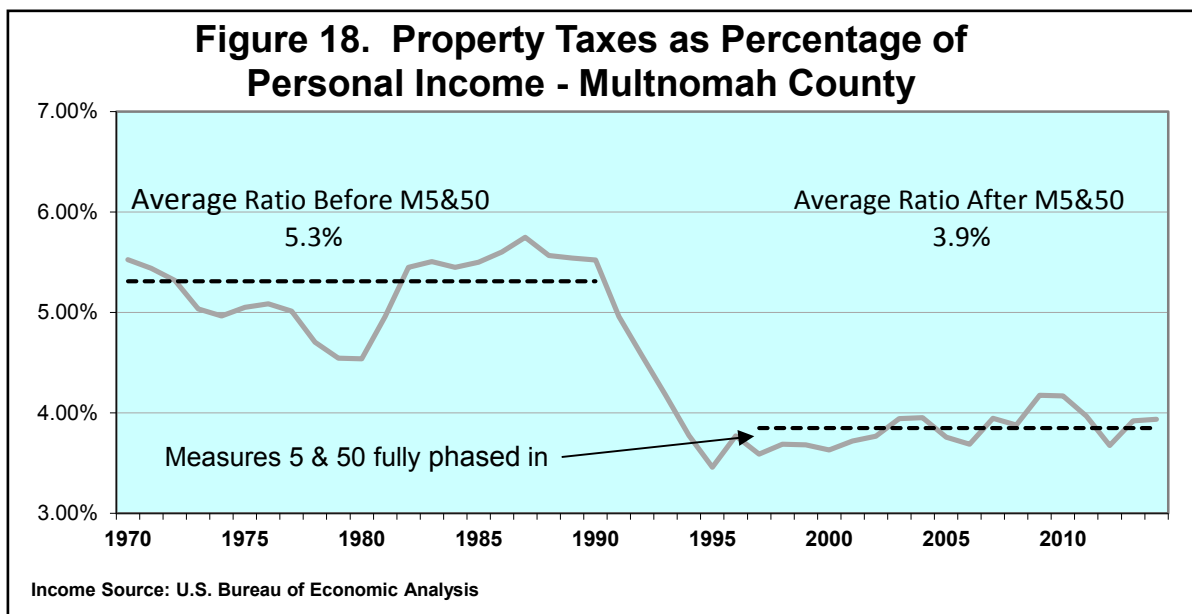 Figure 18.  Property Taxes as Percentage of
Personal Income - Multnomah County
7.00%
6.00%
5.00%
4.00%
3.00%
Average Ratio Before M5&50
5.3%
Average Ratio After M5&50
3.9%
Measures 5 & 50 fully phased in
1970 1975 1980 1985 1990 1995 2000 2005 2010
Income Source: U.S. Bureau of Economic Analysis